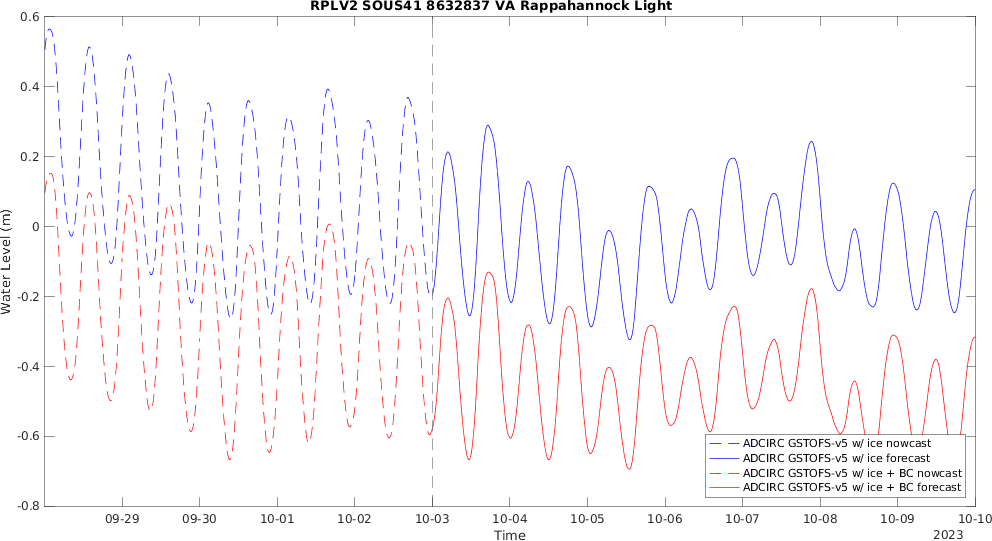 RPLV2 SOUS41 8632837 VA Rappahannock Light
Water Level (m)
0.6
0.4
0.2
0
-0.2
-0.4
-0.6
-0.8
ADCIRC GSTOFS-v5 w/ ice nowcast
ADCIRC GSTOFS-v5 w/ ice forecast
ADCIRC GSTOFS-v5 w/ ice + BC nowcast
ADCIRC GSTOFS-v5 w/ ice + BC forecast
09-29 09-30 10-01 10-02 10-03 10-04 10-05 10-06 10-07 10-08 10-09 10-10
Time
2023